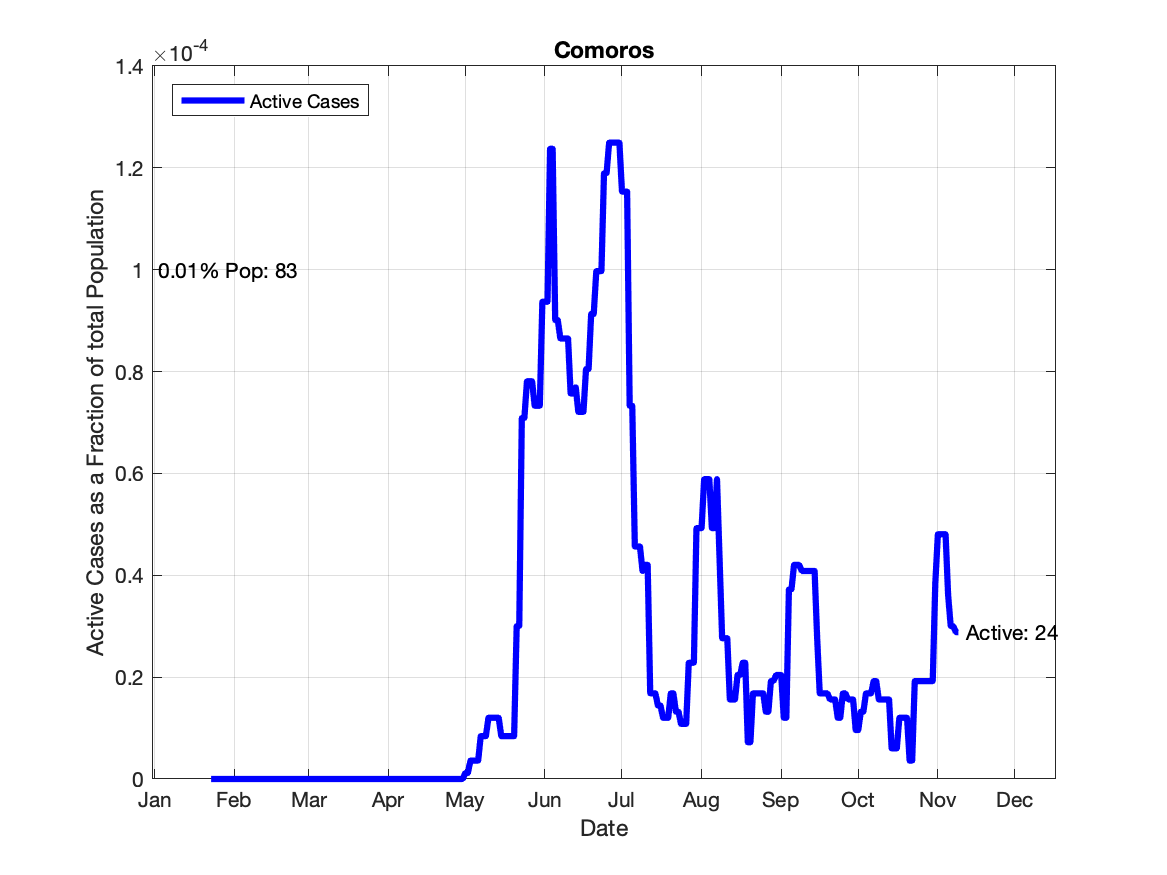 Comoros
×10-4
Active Cases
1.4
1.2
1
0.8
0.6
0.4
0.2
0
0.01% Pop: 83
Active: 24
Active Cases as a Fraction of total Population
Jan Feb Mar Apr May Jun Jul Aug Sep Oct Nov Dec
Date